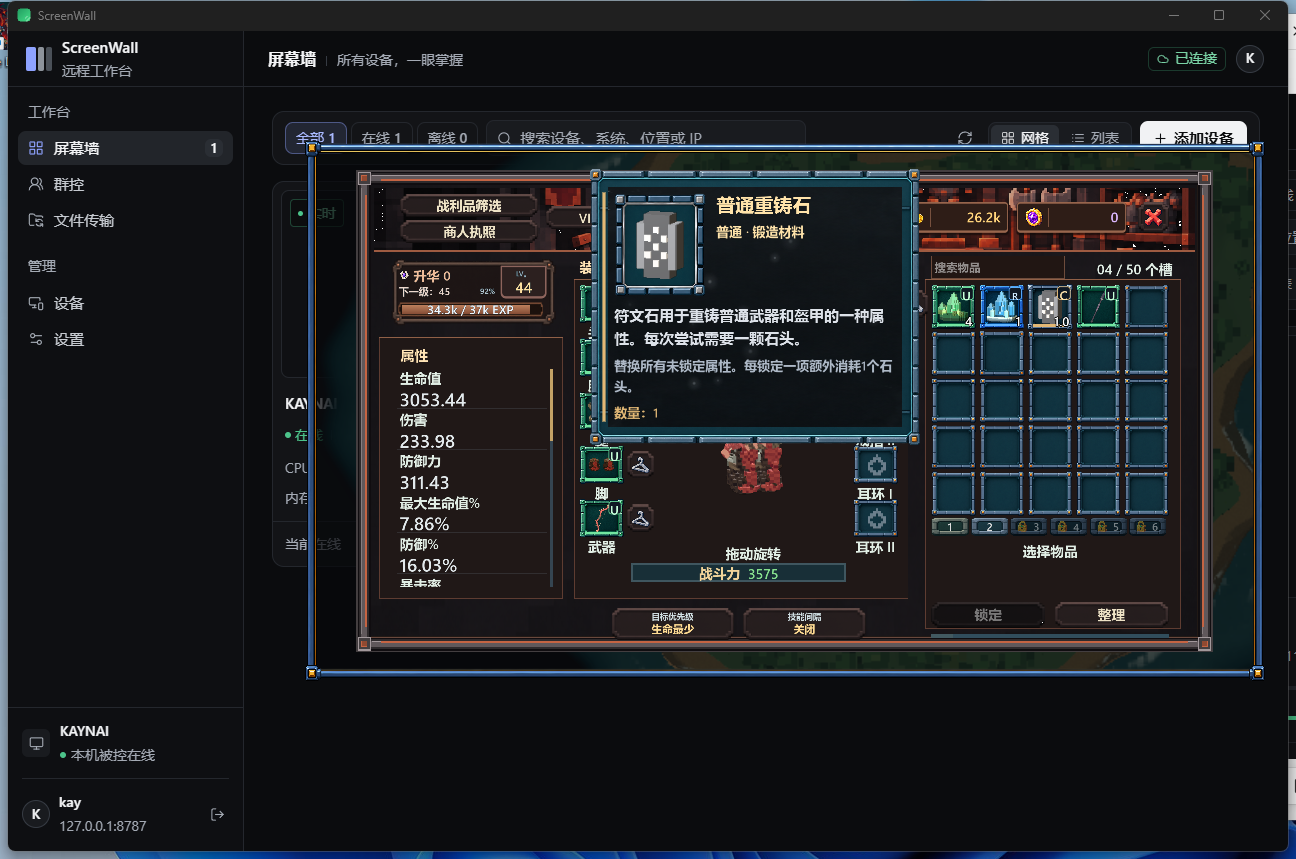 ScreenWall
ScreenWall
远程工作台
屏幕墙
所有设备，一眼掌握
已连接
K
工作台
屏幕墙
1
群控
文件传输
管理
设备
设置
全部 1
在线 1
离线 0
搜索设备、系统、位置或 IP
网格
列表
添加设备
战利品筛选
商人执照
VI
26.2k
0
升华 0
下一级：45
92%
LV.
44
34.3k / 37k EXP
属性
生命值
3053.44
伤害
233.98
防御力
311.43
最大生命值%
7.86%
防御%
16.03%
暴击率
普通重铸石
普通 · 锻造材料
符文石用于重铸普通武器和盔甲的一种属
性。每次尝试需要一颗石头。
替换所有未锁定属性。每锁定一项额外消耗1个石
头。
数量：1
U
脚
U
武器
耳环 I
耳环 II
拖动旋转
战斗力 3575
目标优先级
生命最少
技能间隔
关闭
搜索物品
04 / 50 个槽
U
4
R
1
C
10
U
1
2
3
4
5
6
选择物品
锁定
整理
KAYNAI
在线
CPU
内存
当前在线
KAYNAI
本机被控在线
K
kay
127.0.0.1:8787